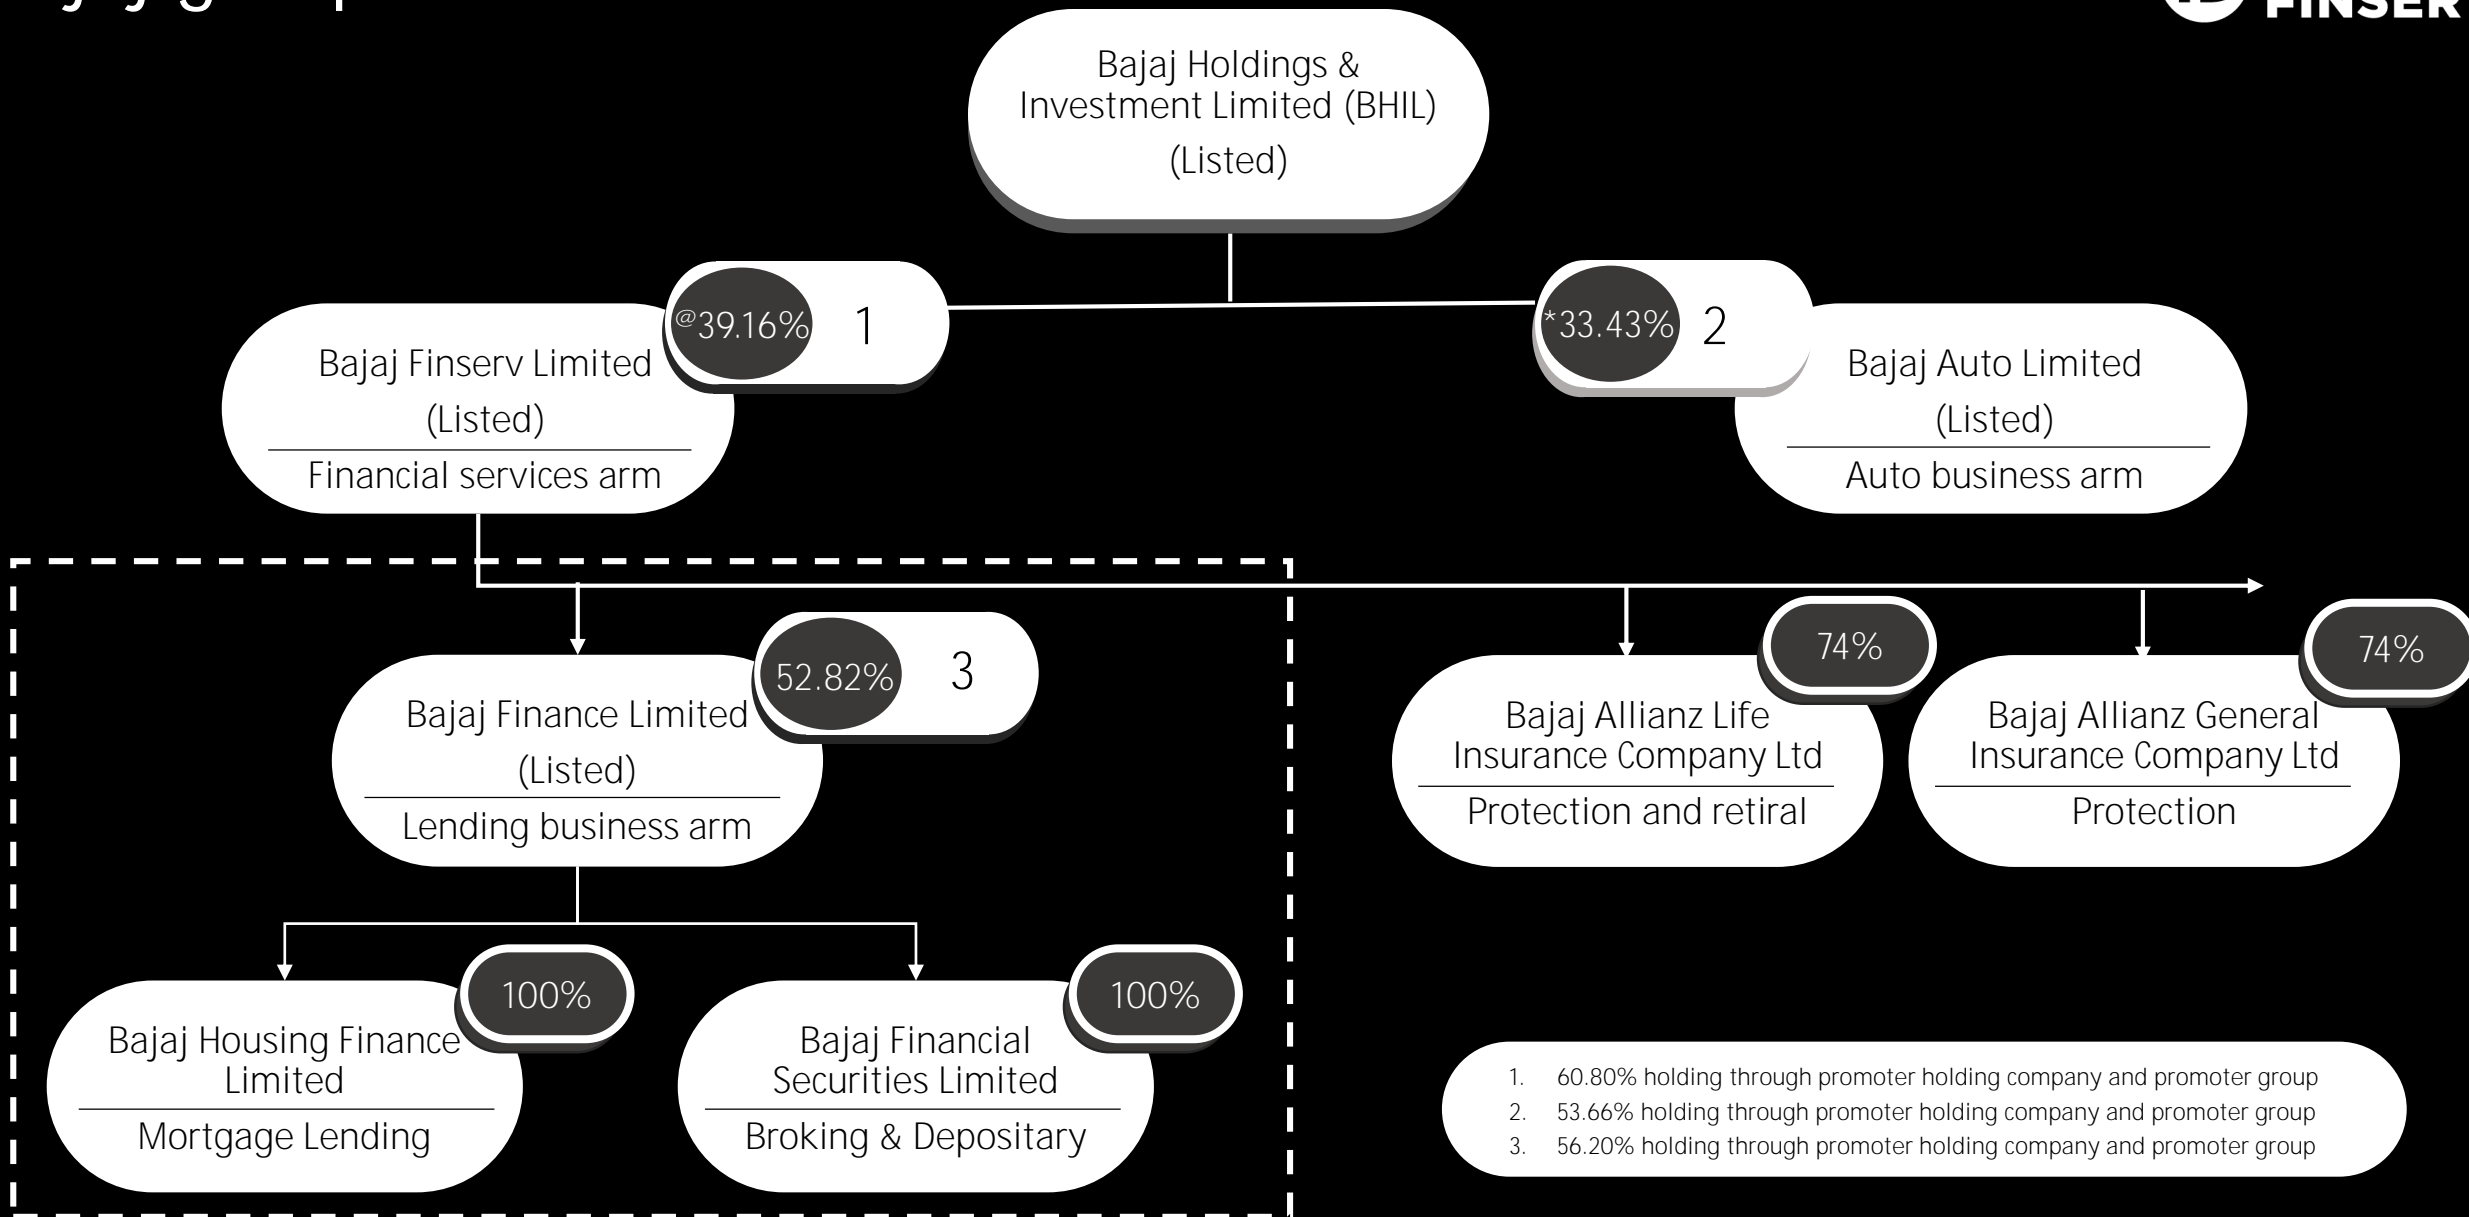 Bajaj Holdings &
Investment Limited (BHIL)
(Listed)
@39.16%
1
*33.43%
2
Bajaj Finserv Limited
(Listed)
Financial services arm
Bajaj Auto Limited
(Listed)
Auto business arm
52.82%
3
74%
74%
Bajaj Finance Limited
(Listed)
Lending business arm
Bajaj Allianz Life
Insurance Company Ltd
Protection and retiral
Bajaj Allianz General
Insurance Company Ltd
Protection
100%
100%
Bajaj Housing Finance
Limited
Mortgage Lending
Bajaj Financial
Securities Limited
Broking & Depositary
1. 60.80% holding through promoter holding company and promoter group
2. 53.66% holding through promoter holding company and promoter group
3. 56.20% holding through promoter holding company and promoter group